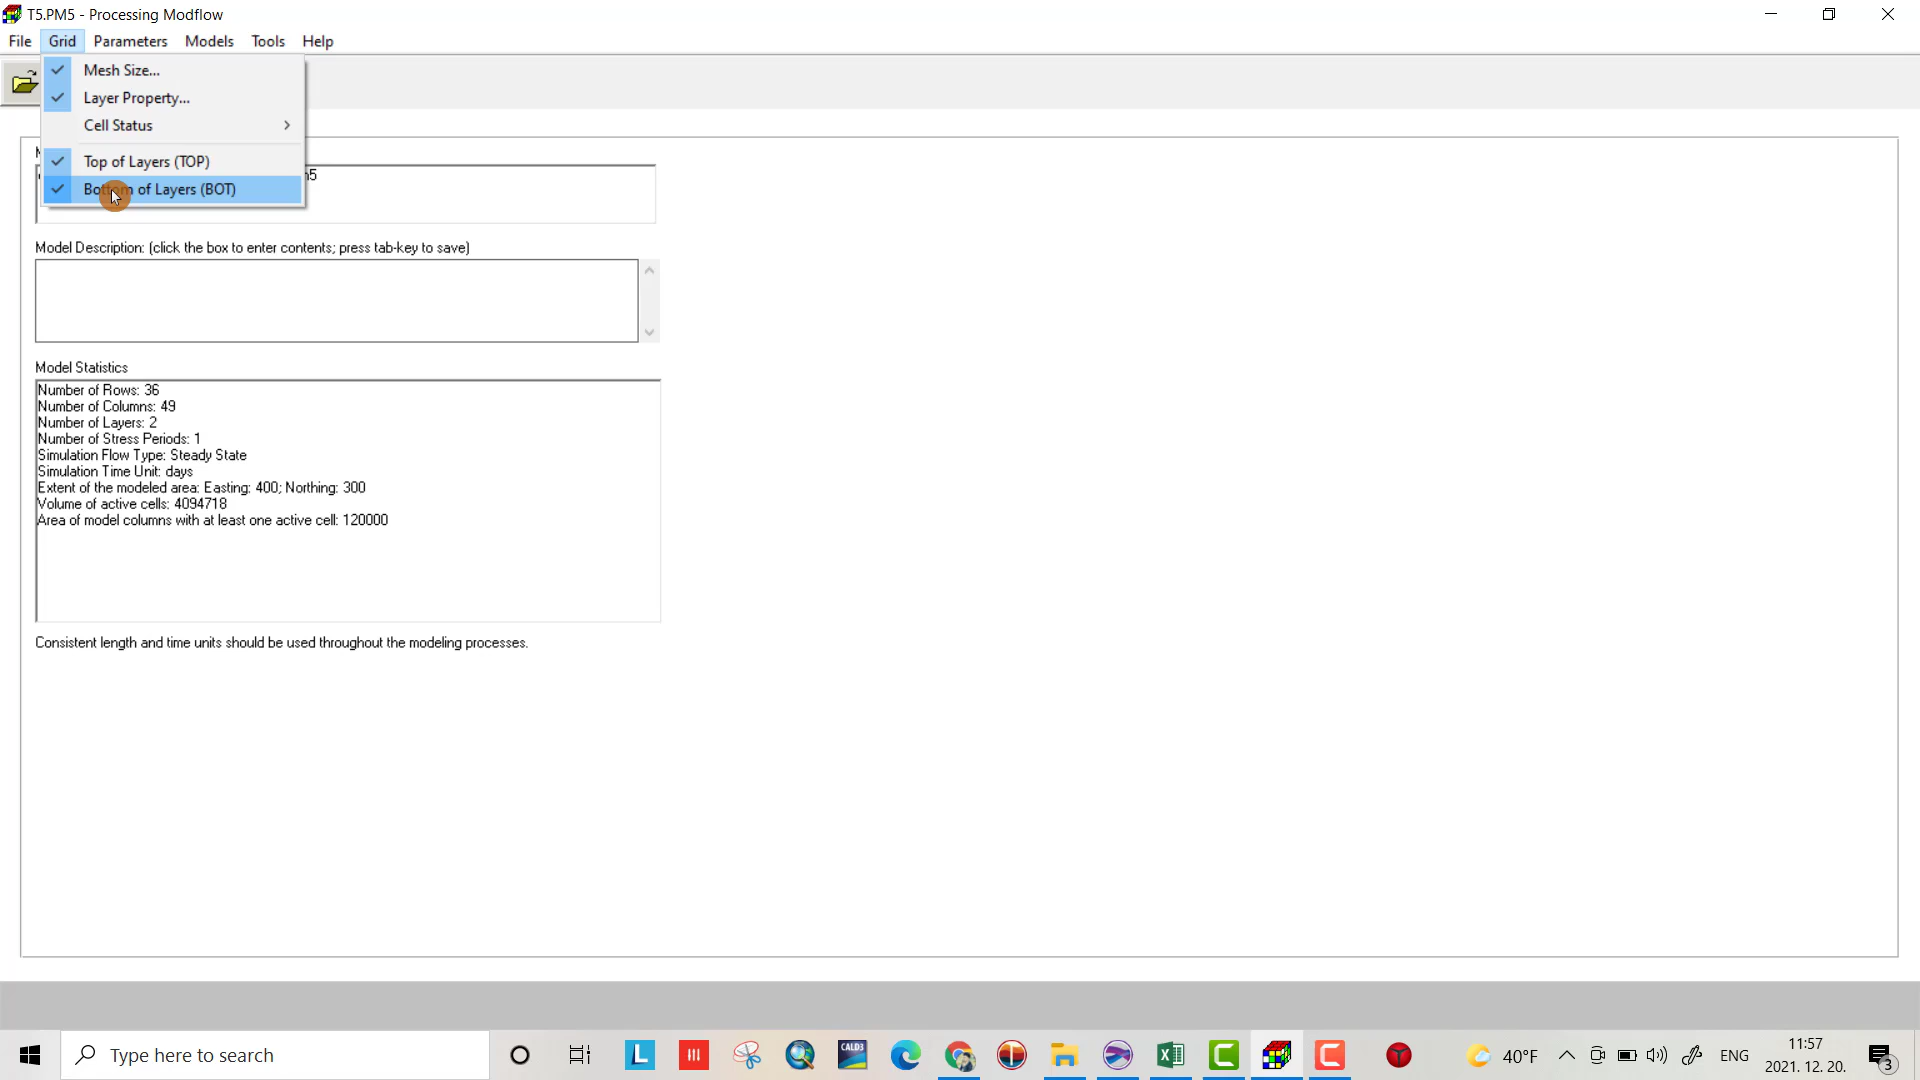 T5.PM5 - Processing Modflow
File Grid Parameters Models Tools Help
Mesh Size...
Layer Property...
Cell Status
Top of Layers (TOP)
Bottom of Layers (BOT)
Model Description: (click the box to enter contents; press tab-key to save)
Model Statistics
Number of Rows: 36
Number of Columns: 49
Number of Layers: 2
Number of Stress Periods: 1
Simulation Flow Type: Steady State
Simulation Time Unit: days
Extent of the modeled area: Easting: 400; Northing: 300
Volume of active cells: 4094718
Area of model columns with at least one active cell: 120000
Consistent length and time units should be used throughout the modeling processes.
Type here to search
L
CALD3
C
C
40°F
ENG
11:57
2021. 12. 20.
3